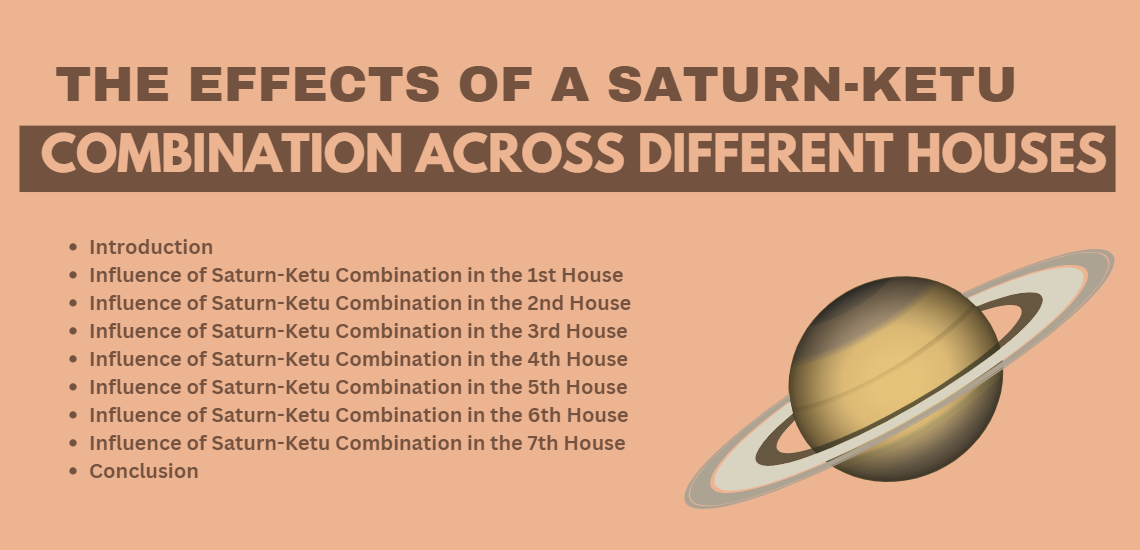 THE EFFECTS OF A SATURN-KETU
COMBINATION ACROSS DIFFERENT HOUSES
• Introduction
• Influence of Saturn-Ketu Combination in the 1st House
• Influence of Saturn-Ketu Combination in the 2nd House
• Influence of Saturn-Ketu Combination in the 3rd House
• Influence of Saturn-Ketu Combination in the 4th House
• Influence of Saturn-Ketu Combination in the 5th House
• Influence of Saturn-Ketu Combination in the 6th House
• Influence of Saturn-Ketu Combination in the 7th House
• Conclusion